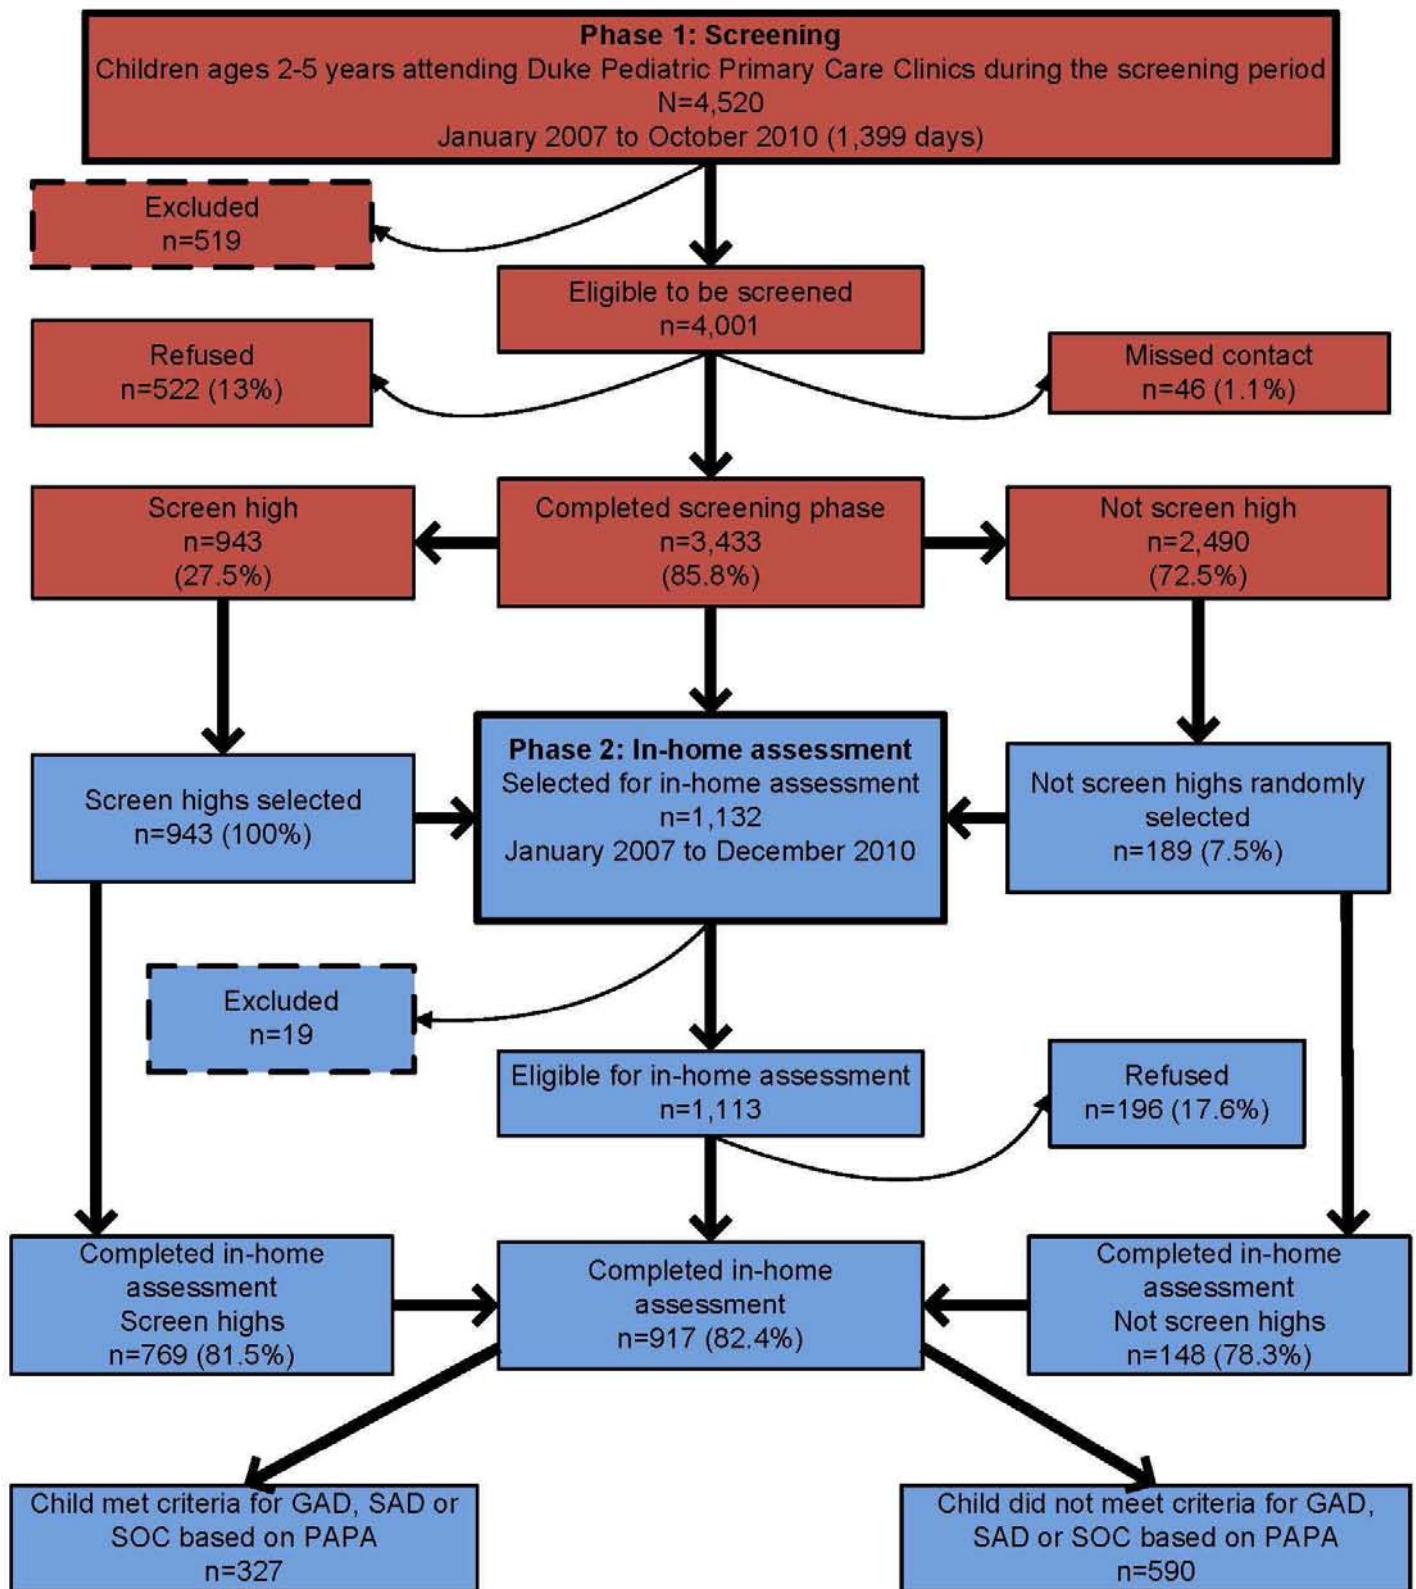 Phase 1: Screening
Children ages 2-5 years attending Duke Pediatric Primary Care Clinics during the screening period
N=4,520
January 2007 to October 2010 (1,399 days)
Excluded
n=519
Eligible to be screened
n=4,001
Refused
n=522 (13%)
Missed contact
n=46 (1.1%)
Screen high
n=943
(27.5%)
Completed screening phase
n=3,433
(85.8%)
Not screen high
n=2,490
(72.5%)
Screen highs selected
n=943 (100%)
Phase 2: In-home assessment
Selected for in-home assessment
n=1,132
January 2007 to December 2010
Not screen highs randomly
selected
n=189 (7.5%)
Excluded
n=19
Eligible for in-home assessment
n=1,113
Refused
n=196 (17.6%)
Completed in-home
assessment
Screen highs
n=769 (81.5%)
Completed in-home
assessment
n=917 (82.4%)
Completed in-home
assessment
Not screen highs
n=148 (78.3%)
Child met criteria for GAD, SAD or
SOC based on PAPA
n=327
Child did not meet criteria for GAD,
SAD or SOC based on PAPA
n=590